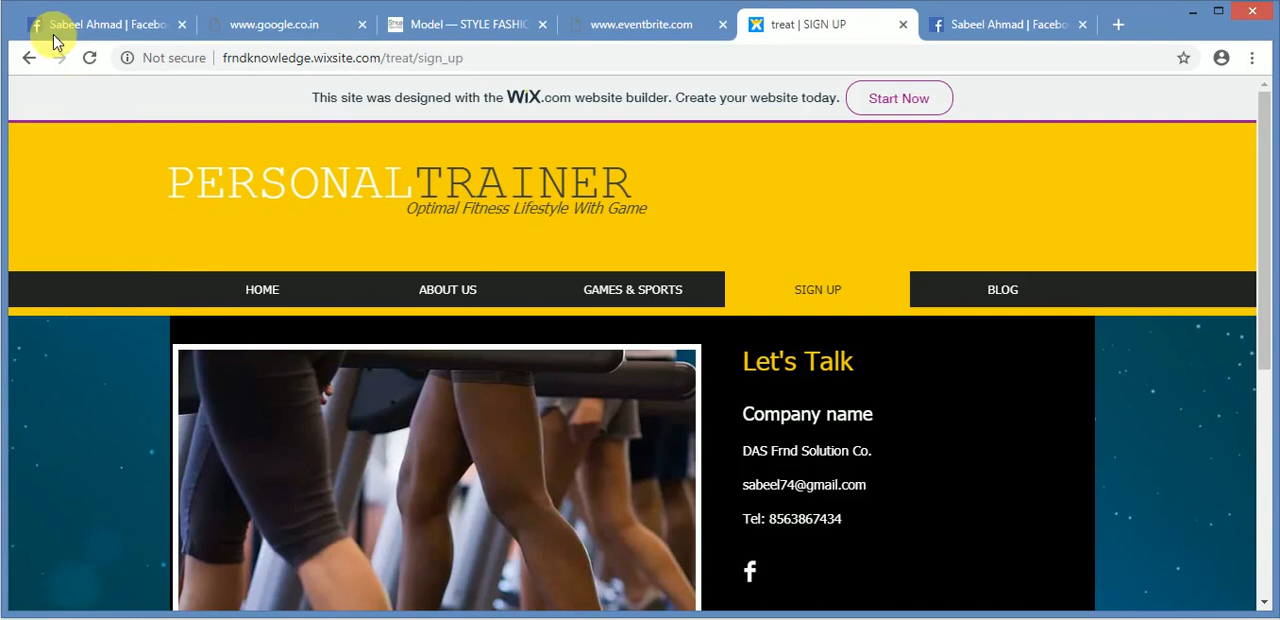 Sabeel Ahmad | Facebo
www.google.co.in
Model — STYLE FASHIC
www.eventbrite.com
treat | SIGN UP
Sabeel Ahmad | Facebo
Not secure | frndknowledge.wixsite.com/treat/sign_up
This site was designed with the WiX.com website builder. Create your website today. Start Now
PERSONALTRAINER
Optimal Fitness Lifestyle With Game
HOME
ABOUT US
GAMES & SPORTS
SIGN UP
BLOG
Let's Talk
Company name
DAS Frnd Solution Co.
sabeel74@gmail.com
Tel: 8563867434